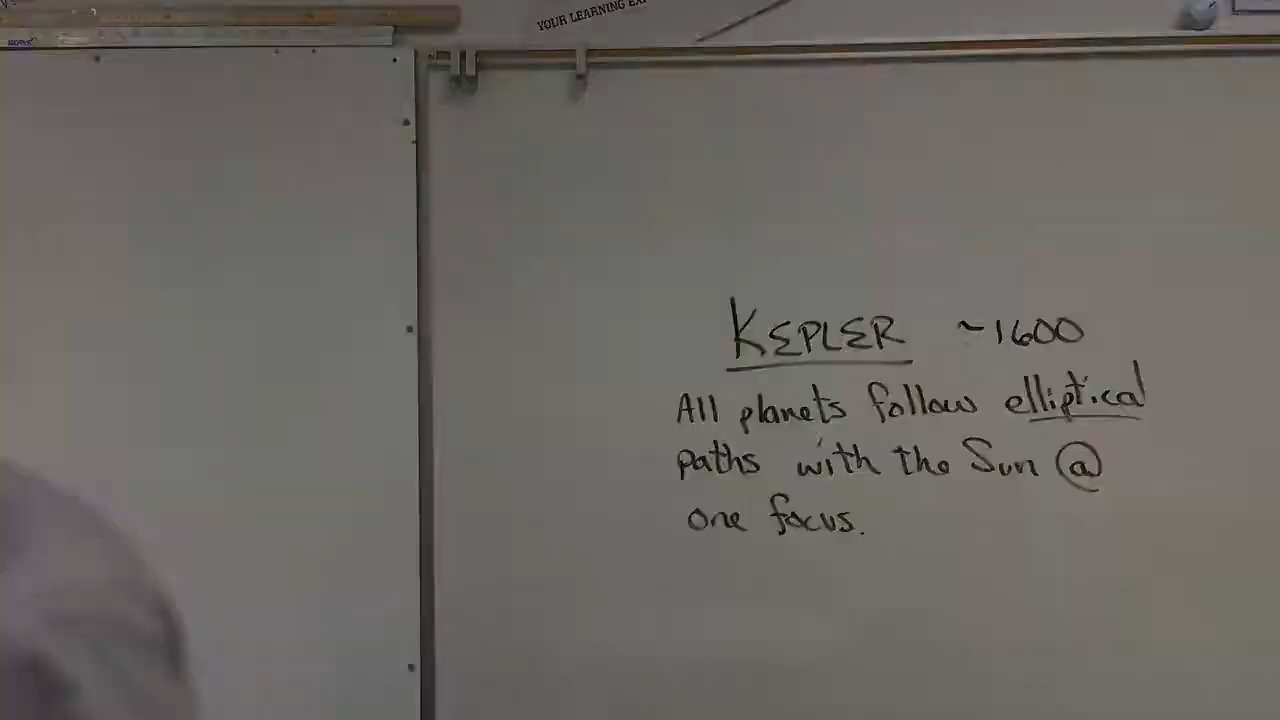 YOUR LEARNING
KEPLER ~1600
All planets follow elliptical
paths with the Sun @
one focus.